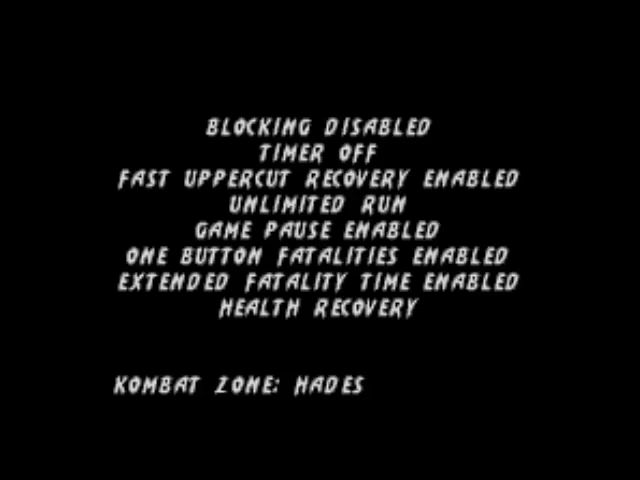 BLOCKING DISABLED
TIMER OFF
FAST UPPERCUT RECOVERY ENABLED
UNLIMITED RUN
GAME PAUSE ENABLED
ONE BUTTON FATALITIES ENABLED
EXTENDED FATALITY TIME ENABLED
HEALTH RECOVERY
KOMBAT ZONE: HADES